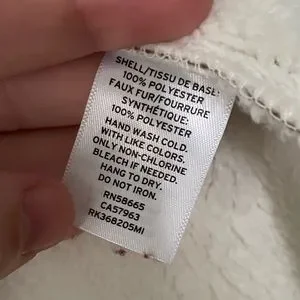 SHELL/TISSU DE BASE:
100% POLYESTER
FAUX FUR/FOURRURE
SYNTHÉTIQUE:
100% POLYESTER
HAND WASH COLD.
WITH LIKE COLORS.
ONLY NON-CHLORINE
BLEACH IF NEEDED.
HANG TO DRY.
DO NOT IRON.
RN58665
CA57963
RK368205MI